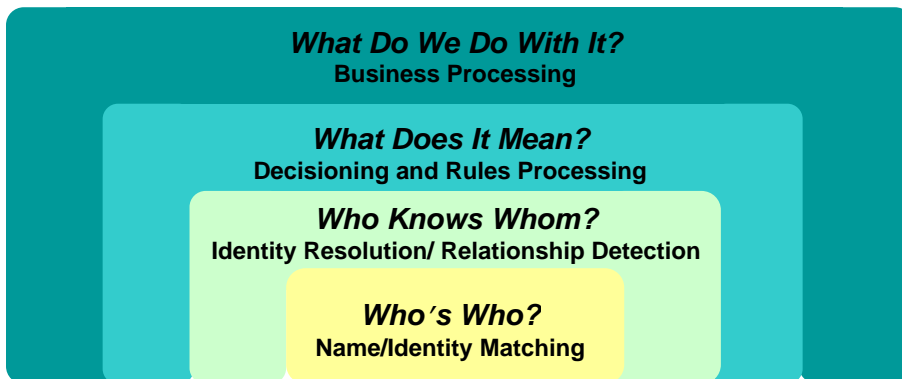 What Do We Do With It?
Business Processing
What Does It Mean?
Decisioning and Rules Processing
Who Knows Whom?
Identity Resolution/ Relationship Detection
Who′s Who?
Name/Identity Matching